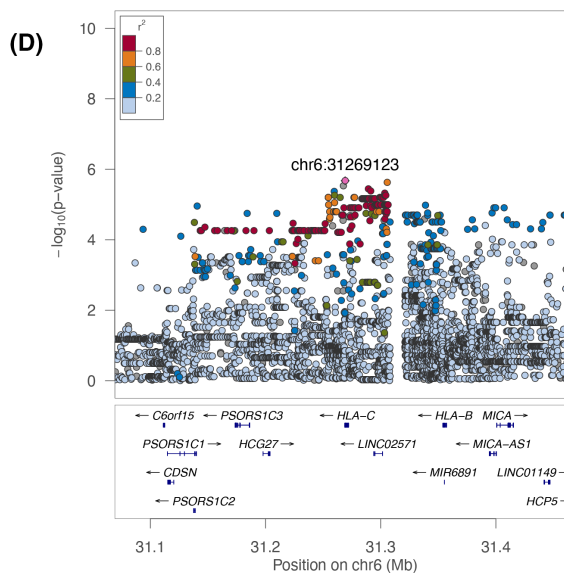 (D)
r²
0.8
0.6
0.4
0.2
10
8
6
4
2
0
− log₁₀(p−value)
chr6:31269123
← C6orf15
← PSORS1C3
HLA−C
←
← HLA−B
MICA →
PSORS1C1 →
HCG27 →
← LINC02571
← MICA−AS1
← CDSN
← MIR6891
LINC01149 ←
← PSORS1C2
HCP5 →
31.1
31.2
31.3
31.4
Position on chr6 (Mb)